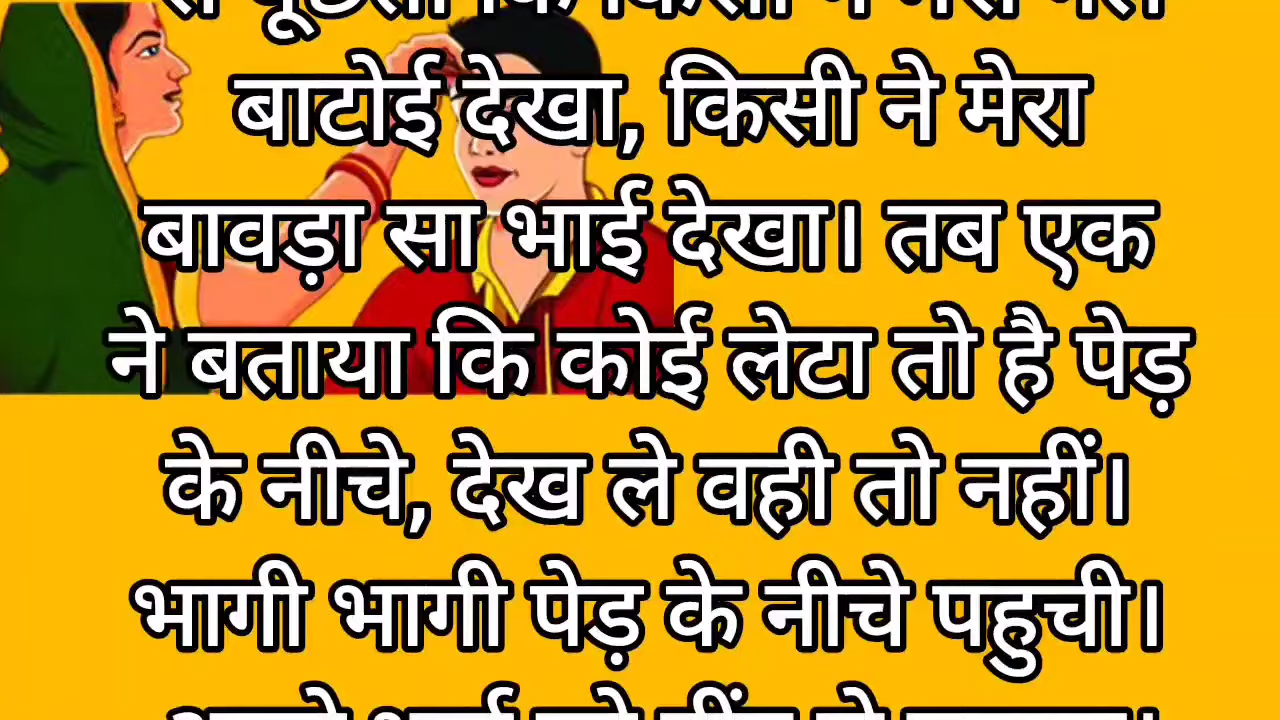 बाटोई देखा, किसी ने मेरा
बावड़ा सा भाई देखा। तब एक
ने बताया कि कोई लेटा तो है पेड़
के नीचे, देख ले वही तो नहीं।
भागी भागी पेड़ के नीचे पहुची।